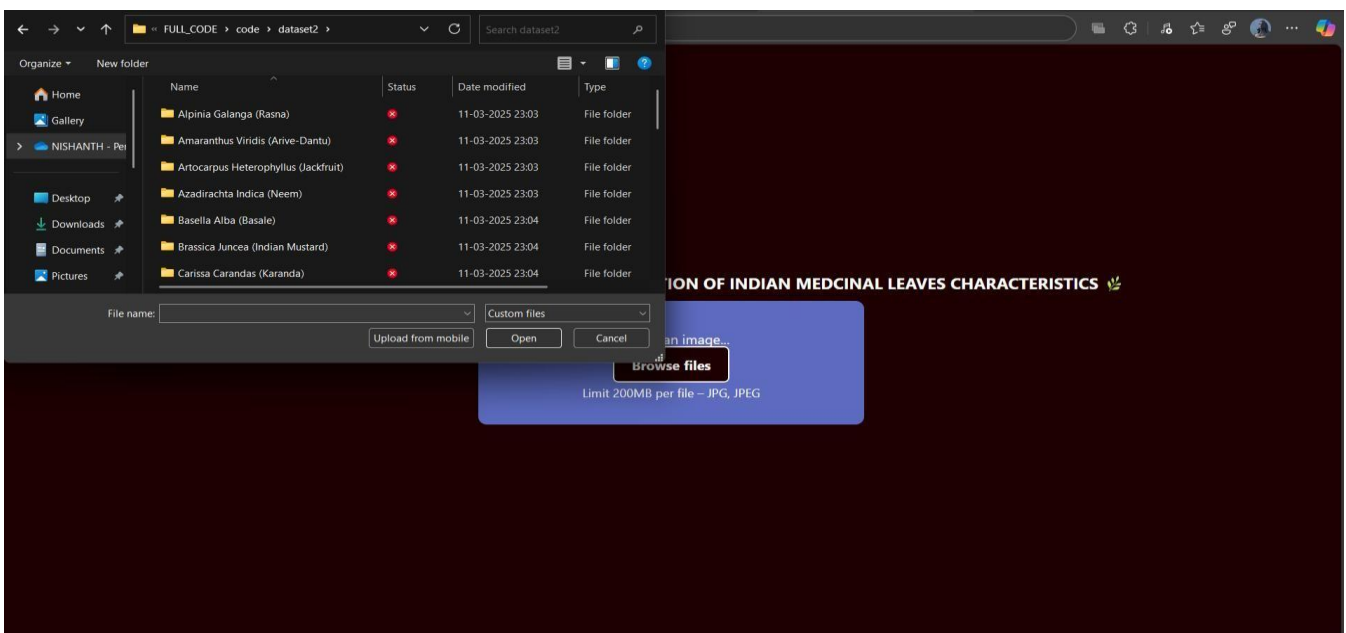 FULL_CODE > code > dataset2 >
Search dataset2
Organize
New folder
Name Status Date modified Type
Home
Gallery
NISHANTH - Per
Desktop
Downloads
Documents
Pictures
Alpinia Galanga (Rasna) 11-03-2025 23:03 File folder
Amaranthus Viridis (Arive-Dantu) 11-03-2025 23:03 File folder
Artocarpus Heterophyllus (Jackfruit) 11-03-2025 23:03 File folder
Azadirachta Indica (Neem) 11-03-2025 23:03 File folder
Basella Alba (Basale) 11-03-2025 23:04 File folder
Brassica Juncea (Indian Mustard) 11-03-2025 23:04 File folder
Carissa Carandas (Karanda) 11-03-2025 23:04 File folder
File name:
Custom files
Upload from mobile
Open
Cancel
ION OF INDIAN MEDCINAL LEAVES CHARACTERISTICS
an image...
Browse files
Limit 200MB per file – JPG, JPEG